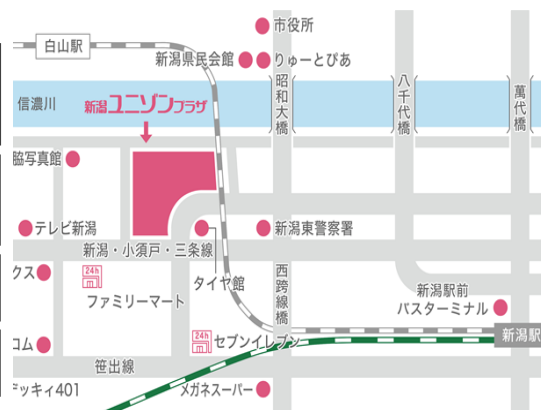 市役所
白山駅
新潟県民会館
りゅーとぴあ
信濃川
新潟ユニゾンプラザ
昭和大橋
八千代橋
萬代橋
脇写真館
テレビ新潟
新潟東警察署
新潟・小須戸・三条線
クス
24h
ファミリーマート
タイヤ館
西跨線橋
新潟駅前
バスターミナル
コム
24h
セブンイレブン
新潟駅
笹出線
デッキィ401
メガネスーパー